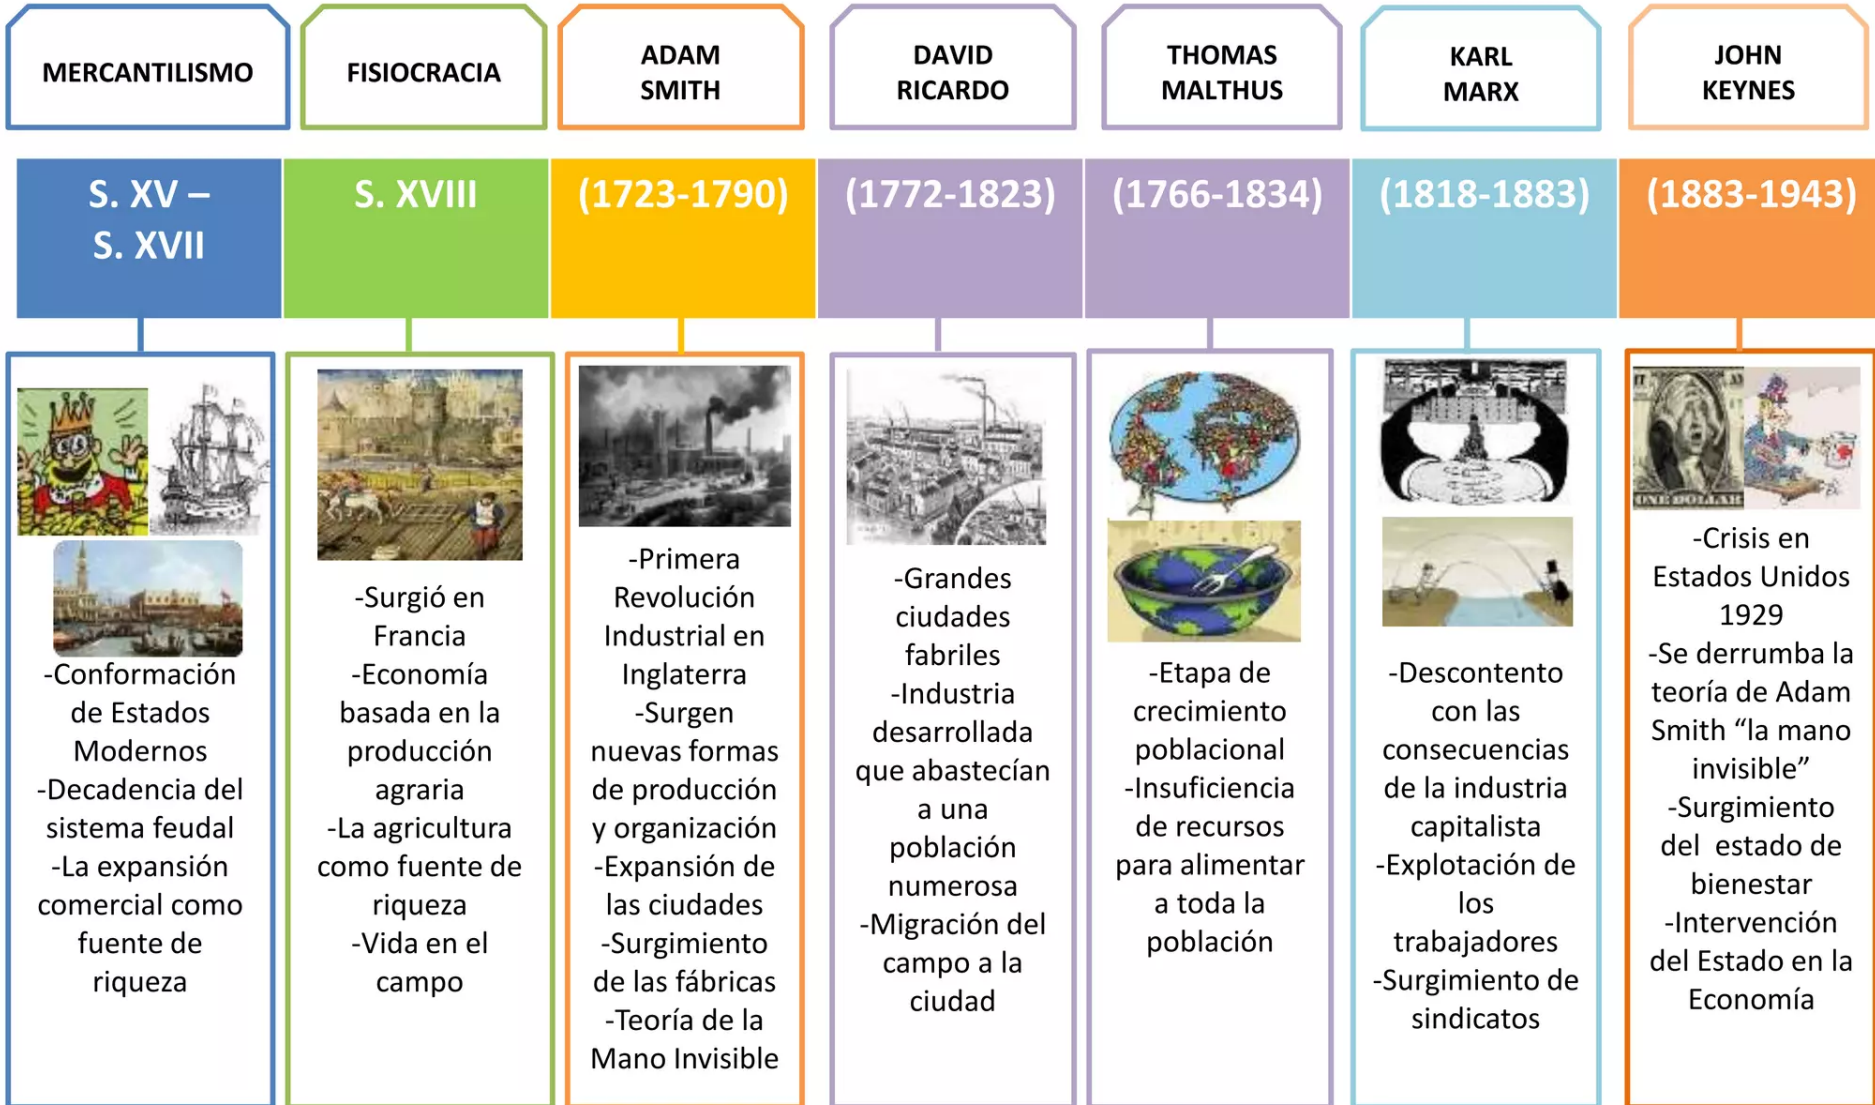 MERCANTILISMO
FISIOCRACIA
ADAM
SMITH
DAVID
RICARDO
THOMAS
MALTHUS
KARL
MARX
JOHN
KEYNES
S. XV –
S. XVII
S. XVIII
(1723-1790)
(1772-1823)
(1766-1834)
(1818-1883)
(1883-1943)
-Conformación
de Estados
Modernos
-Decadencia del
sistema feudal
-La expansión
comercial como
fuente de
riqueza
-Surgió en
Francia
-Economía
basada en la
producción
agraria
-La agricultura
como fuente de
riqueza
-Vida en el
campo
-Primera
Revolución
Industrial en
Inglaterra
-Surgen
nuevas formas
de producción
y organización
-Expansión de
las ciudades
-Surgimiento
de las fábricas
-Teoría de la
Mano Invisible
-Grandes
ciudades
fabriles
-Industria
desarrollada
que abastecían
a una
población
numerosa
-Migración del
campo a la
ciudad
-Etapa de
crecimiento
poblacional
-Insuficiencia
de recursos
para alimentar
a toda la
población
-Descontento
con las
consecuencias
de la industria
capitalista
-Explotación de
los
trabajadores
-Surgimiento de
sindicatos
ONE DOLLAR
-Crisis en
Estados Unidos
1929
-Se derrumba la
teoría de Adam
Smith “la mano
invisible”
-Surgimiento
del  estado de
bienestar
-Intervención
del Estado en la
Economía